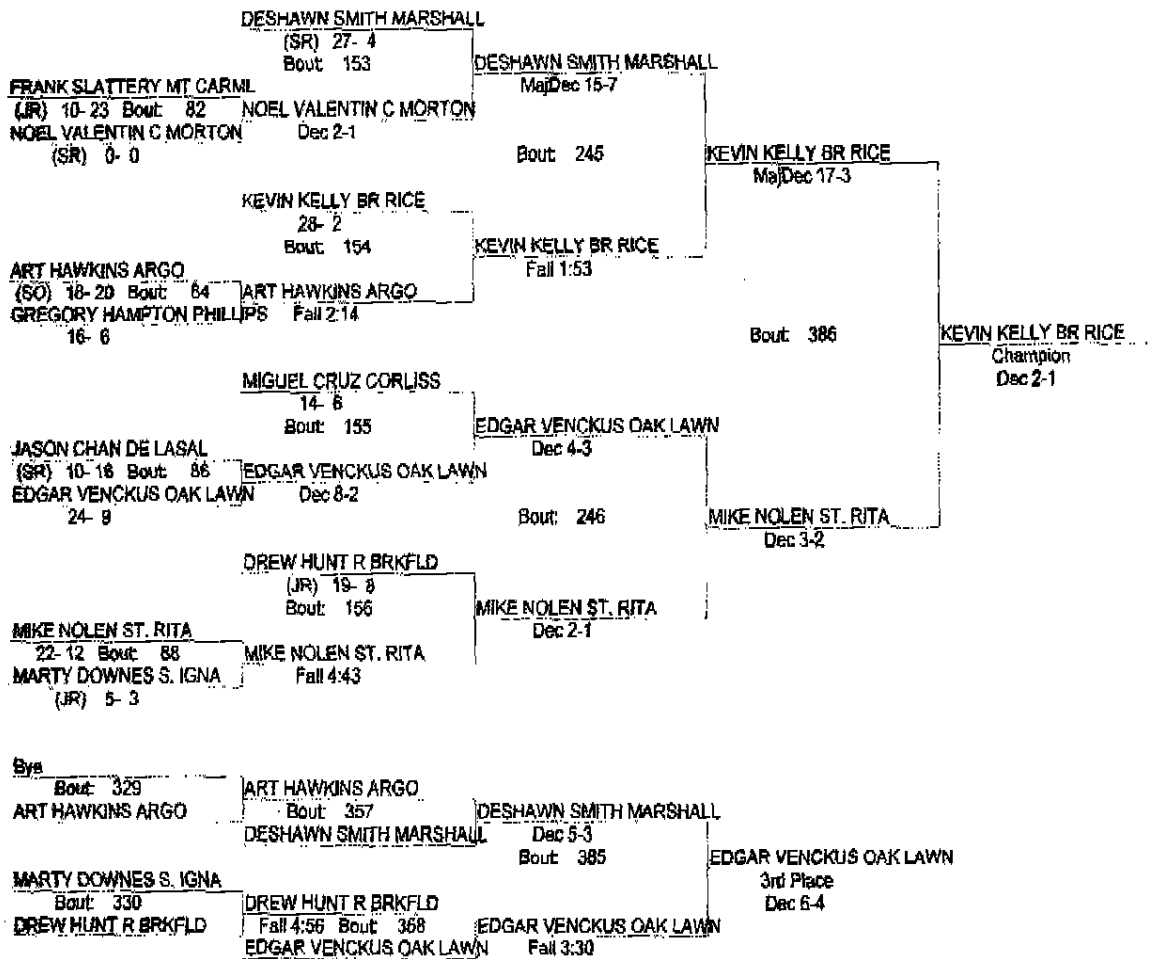 DESHAWN SMITH MARSHALL
(SR) 27- 4
Bout: 153
DESHAWN SMITH MARSHALL
MajDec 15-7
FRANK SLATTERY MT CARML
(JR) 10-23 Bout: 82
NOEL VALENTIN C MORTON
NOEL VALENTIN C MORTON
Dec 2-1
(SR) 0- 0
Bout: 245
KEVIN KELLY BR RICE
MajDec 17-3
KEVIN KELLY BR RICE
28- 2
Bout: 154
KEVIN KELLY BR RICE
Fall 1:53
ART HAWKINS ARGO
(SO) 18-20 Bout: 84
ART HAWKINS ARGO
GREGORY HAMPTON PHILLIPS
Fall 2:14
16- 6
Bout: 386
KEVIN KELLY BR RICE
Champion
Dec 2-1
MIGUEL CRUZ CORLISS
14- 6
Bout: 155
EDGAR VENCKUS OAK LAWN
Dec 4-3
JASON CHAN DE LASAL
(SR) 10-16 Bout: 86
EDGAR VENCKUS OAK LAWN
EDGAR VENCKUS OAK LAWN
Dec 8-2
24- 9
Bout: 246
MIKE NOLEN ST. RITA
Dec 3-2
DREW HUNT R BRKFLD
(JR) 19- 8
Bout: 156
MIKE NOLEN ST. RITA
Dec 2-1
MIKE NOLEN ST. RITA
22-12 Bout: 88
MIKE NOLEN ST. RITA
MARTY DOWNES S. IGNA
Fall 4:43
(JR) 5- 3
Bye
Bout: 329
ART HAWKINS ARGO
ART HAWKINS ARGO
Bout: 357
DESHAWN SMITH MARSHALL
DESHAWN SMITH MARSHALL
Dec 5-3
Bout: 385
EDGAR VENCKUS OAK LAWN
3rd Place
Dec 6-4
MARTY DOWNES S. IGNA
Bout: 330
DREW HUNT R BRKFLD
DREW HUNT R BRKFLD
Fall 4:56 Bout: 358
EDGAR VENCKUS OAK LAWN
EDGAR VENCKUS OAK LAWN
Fall 3:30